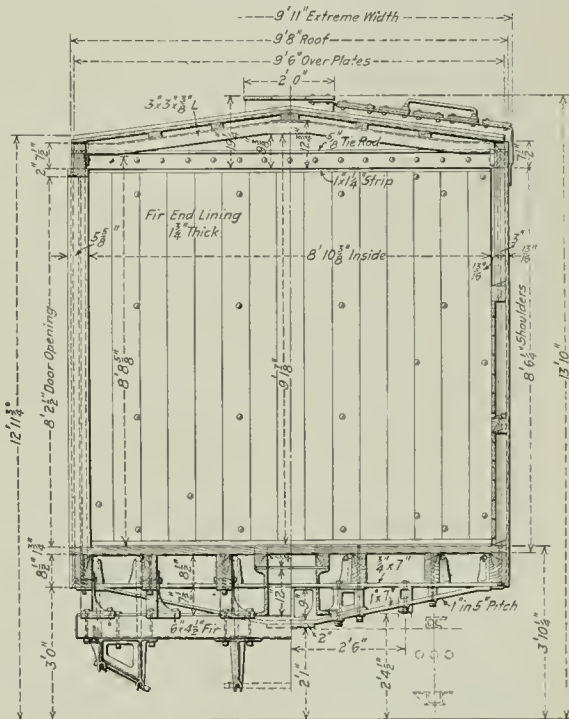 9'11" Extreme Width
9'8" Roof
9'6" Over Plates
2'0"
3"x3"x3/8" L
5/8" Tie Rod
1"x1 1/4" Strip
2" 7 1/2"
7 1/2"
Fir End Lining
1 3/4" Thick
5 5/8"
8'10 3/8" Inside
13/16"
13/16"
8'2 1/2" Door Opening
8'8 5/8"
9'1 7/8"
8'6 1/4" Shoulders
12'11 3/4"
13'10"
1 3/4"
8 1/2"
8 1/2"
3/4"x7"
12"
9"
1"x7"
1" in 5" Pitch
6"x4 1/2" Fir
2"
2'6"
3'0"
2'1"
2'4 1/2"
3'10 1/4"